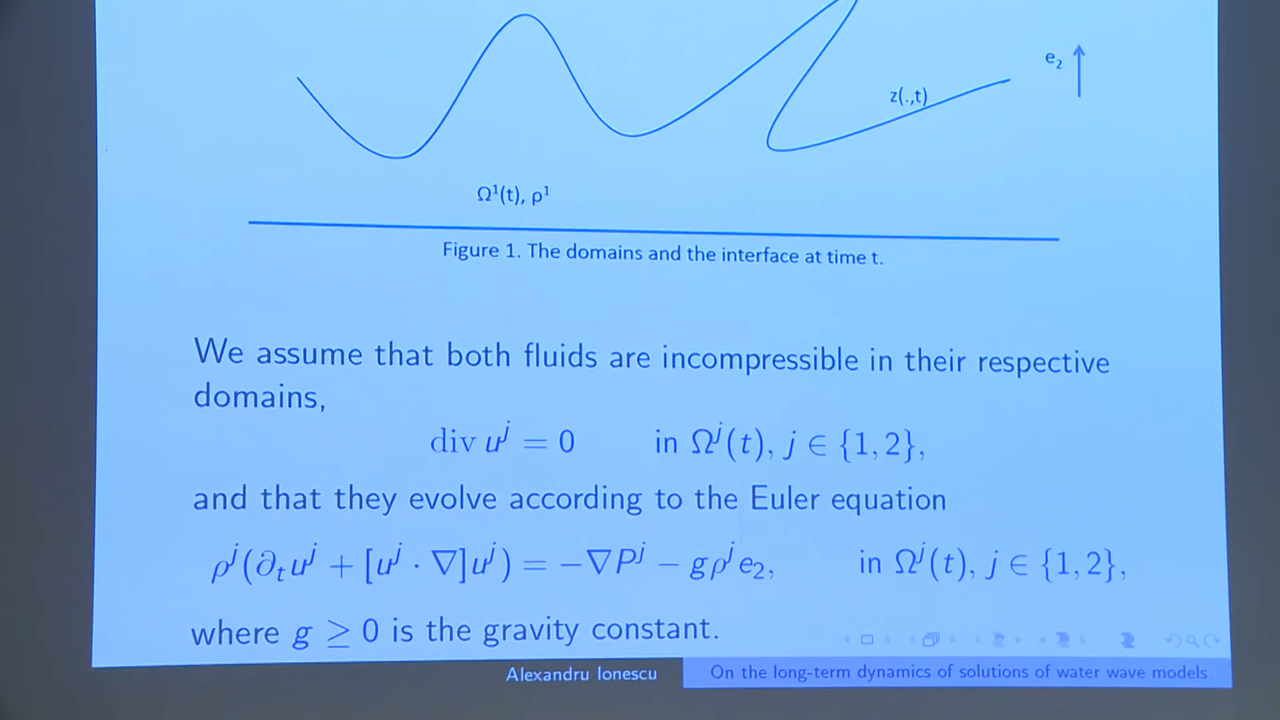 e₂
z(.,t)
Ω¹(t), ρ¹
Figure 1. The domains and the interface at time t.
We assume that both fluids are incompressible in their respective
domains,
div uʲ = 0 in Ωʲ(t), j ∈ {1, 2},
and that they evolve according to the Euler equation
ρʲ(∂ₜuʲ + [uʲ · ∇]uʲ) = −∇Pʲ − gρʲe₂, in Ωʲ(t), j ∈ {1, 2},
where g ≥ 0 is the gravity constant.
Alexandru Ionescu On the long-term dynamics of solutions of water wave models